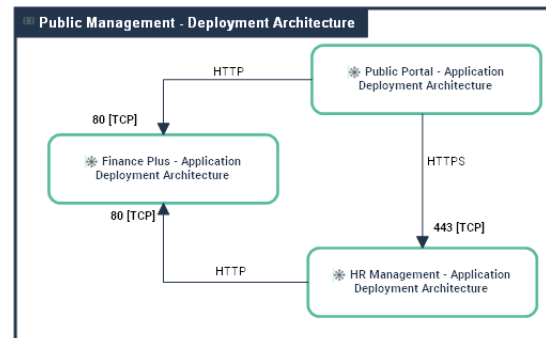 Public Management - Deployment Architecture
HTTP
Public Portal - Application
Deployment Architecture
80 [TCP]
Finance Plus - Application
Deployment Architecture
HTTPS
80 [TCP]
443 [TCP]
HTTP
HR Management - Application
Deployment Architecture